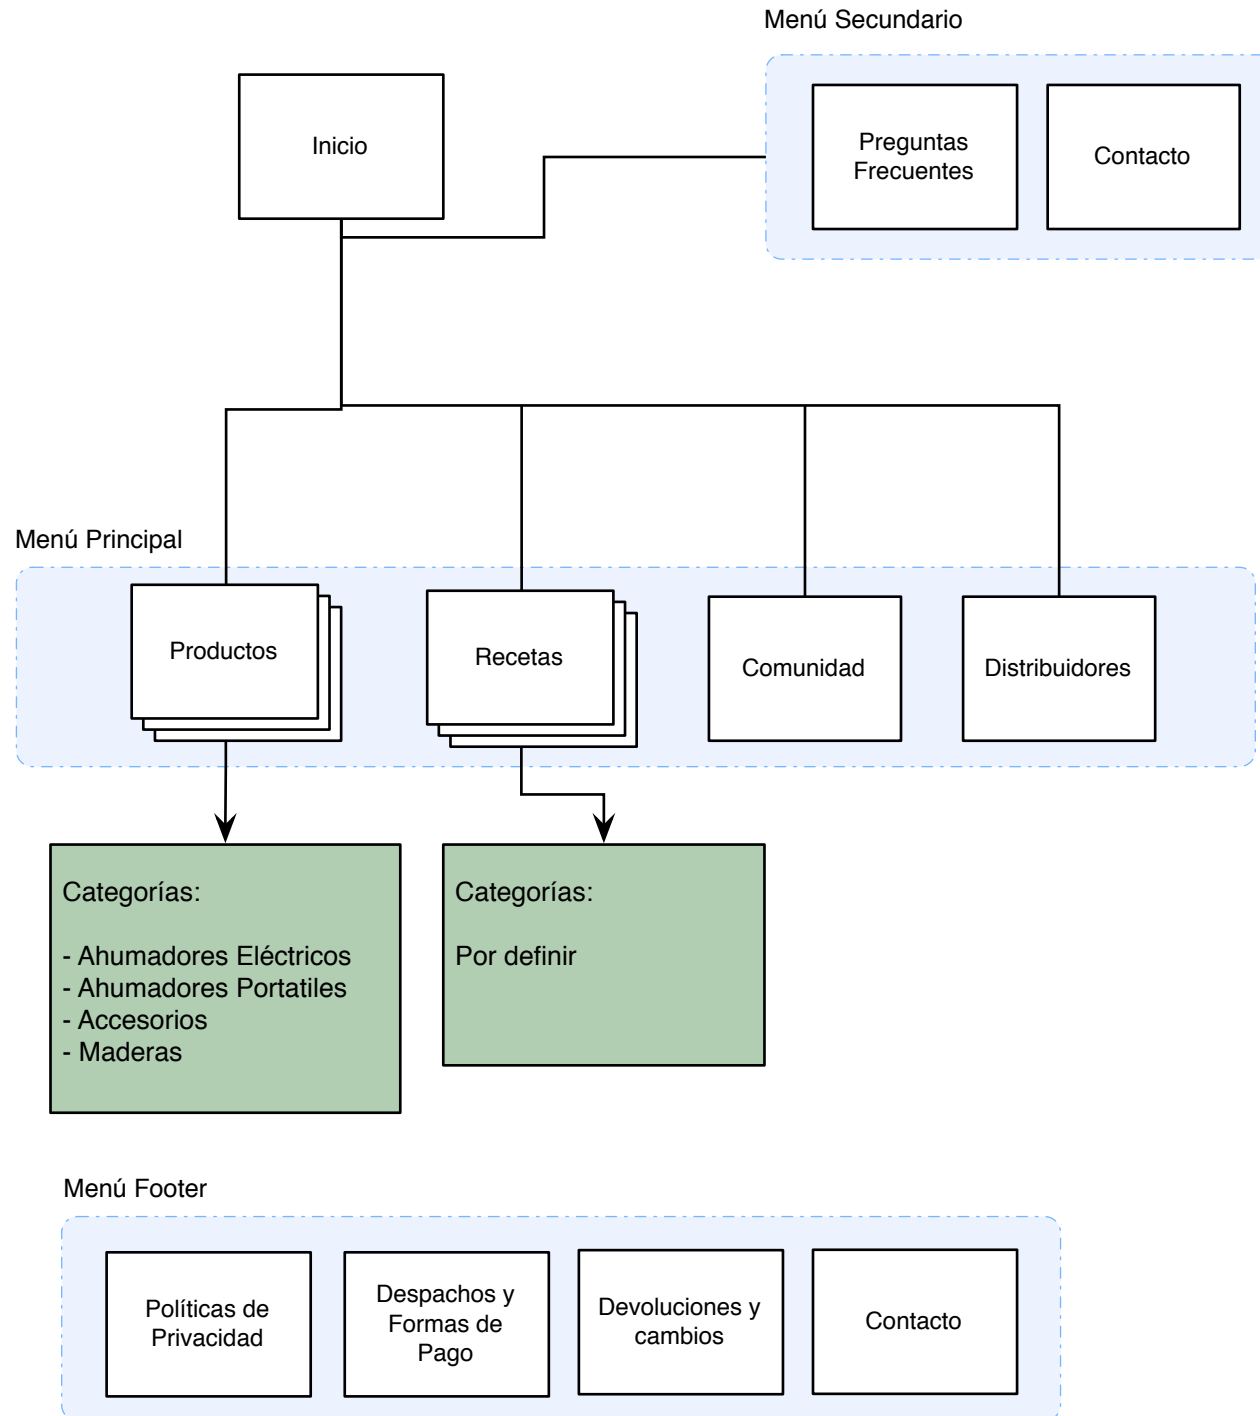 Menú Secundario
Inicio
Preguntas
Frecuentes
Contacto
Menú Principal
Productos
Recetas
Comunidad
Distribuidores
Categorías:
- Ahumadores Eléctricos
- Ahumadores Portatiles
- Accesorios
- Maderas
Categorías:
Por definir
Menú Footer
Políticas de
Privacidad
Despachos y
Formas de
Pago
Devoluciones y
cambios
Contacto